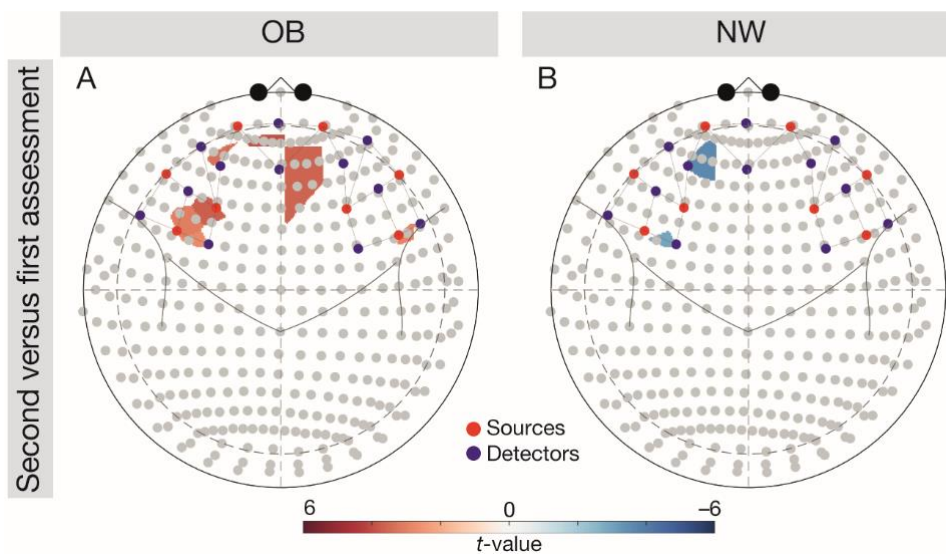 OB
NW
Second versus first assessment
A
B
Sources
Detectors
6
0
–6
t-value